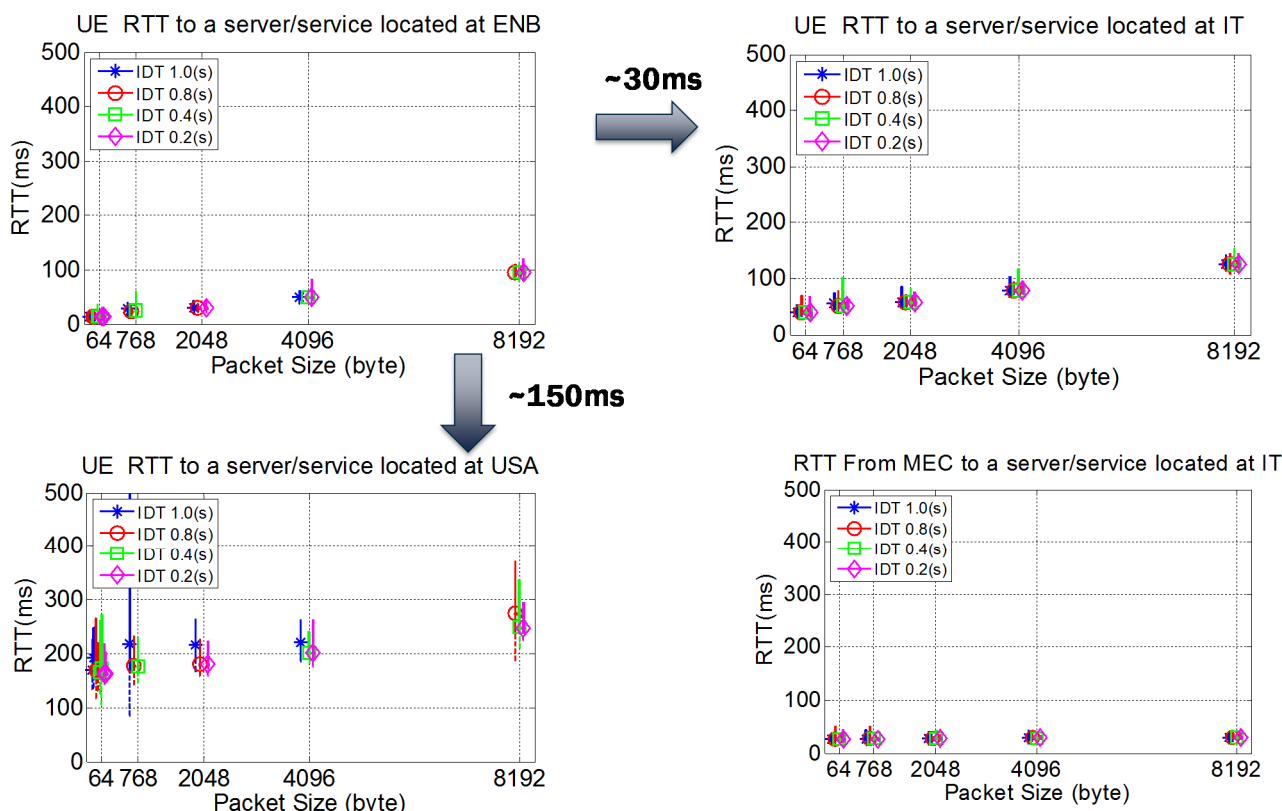 UE RTT to a server/service located at ENB
500
400
300
200
100
0
RTT(ms)
IDT 1.0(s)
IDT 0.8(s)
IDT 0.4(s)
IDT 0.2(s)
64 768 2048 4096 8192
Packet Size (byte)
~30ms
UE RTT to a server/service located at IT
500
400
300
200
100
0
RTT(ms)
IDT 1.0(s)
IDT 0.8(s)
IDT 0.4(s)
IDT 0.2(s)
64 768 2048 4096 8192
Packet Size (byte)
~150ms
UE RTT to a server/service located at USA
500
400
300
200
100
0
RTT(ms)
IDT 1.0(s)
IDT 0.8(s)
IDT 0.4(s)
IDT 0.2(s)
64 768 2048 4096 8192
Packet Size (byte)
RTT From MEC to a server/service located at IT
500
400
300
200
100
0
RTT(ms)
IDT 1.0(s)
IDT 0.8(s)
IDT 0.4(s)
IDT 0.2(s)
64 768 2048 4096 8192
Packet Size (byte)